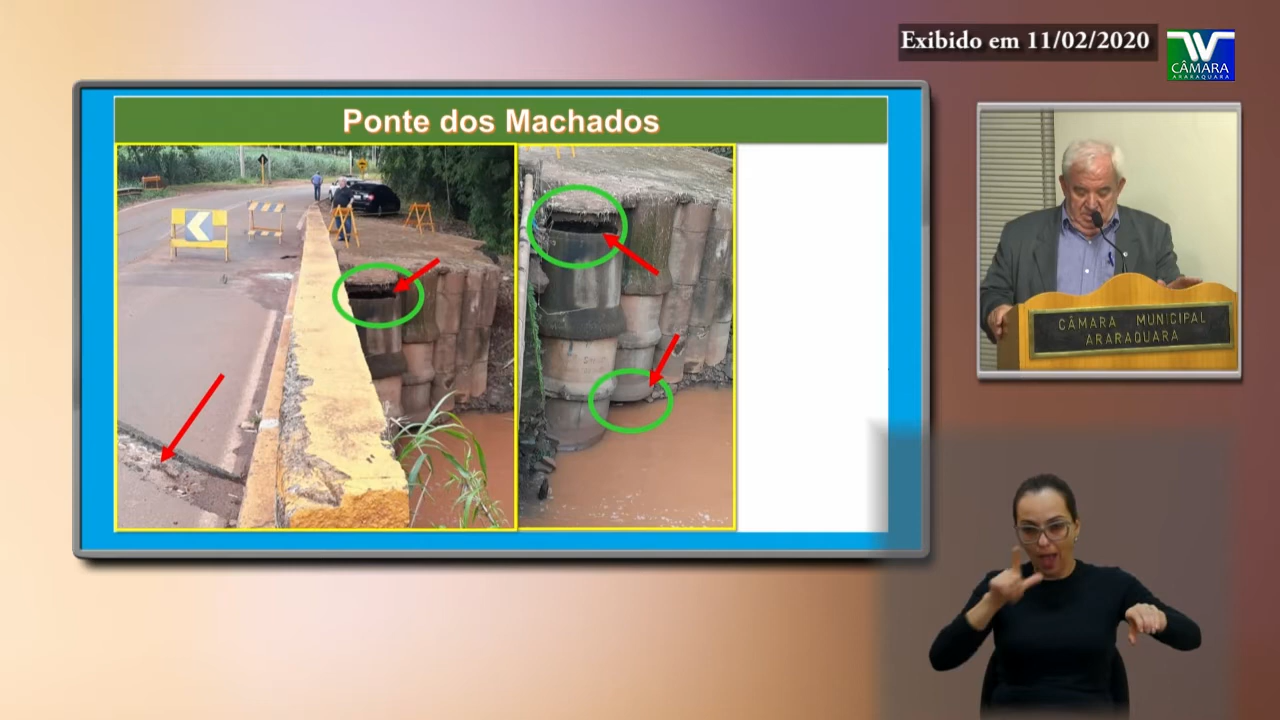 Exibido em 11/02/2020
CÂMARA
ARARAQUARA
Ponte dos Machados
CÂMARA MUNICIPAL
ARARAQUARA